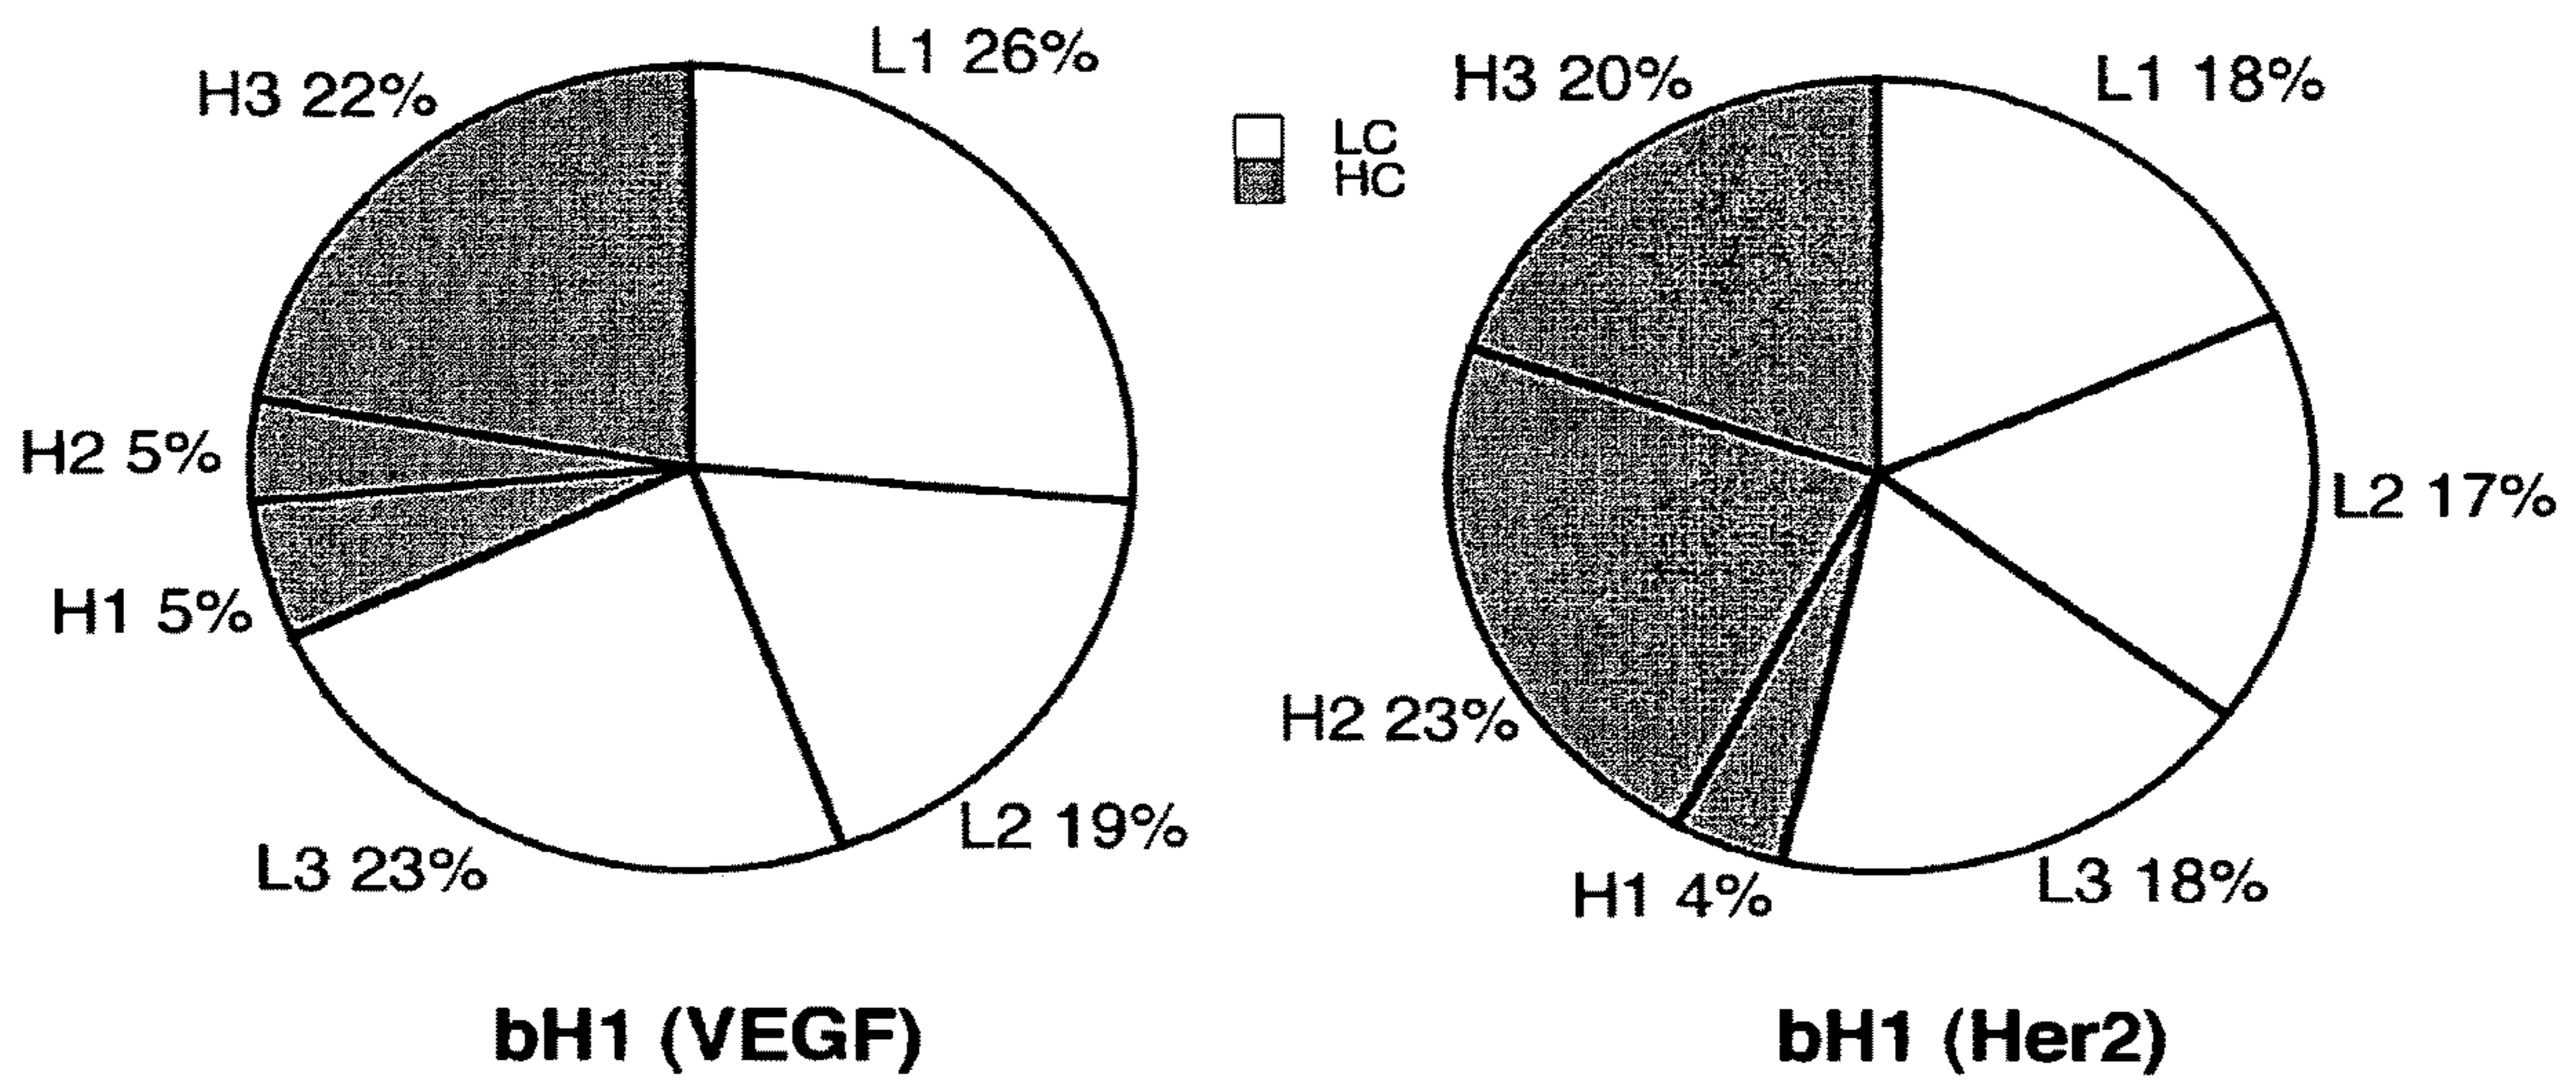 L1 26%
H3 22%
H2 5%
H1 5%
L3 23%
L2 19%
bH1 (VEGF)
LC
HC
H3 20%
L1 18%
L2 17%
H2 23%
H1 4%
L3 18%
bH1 (Her2)